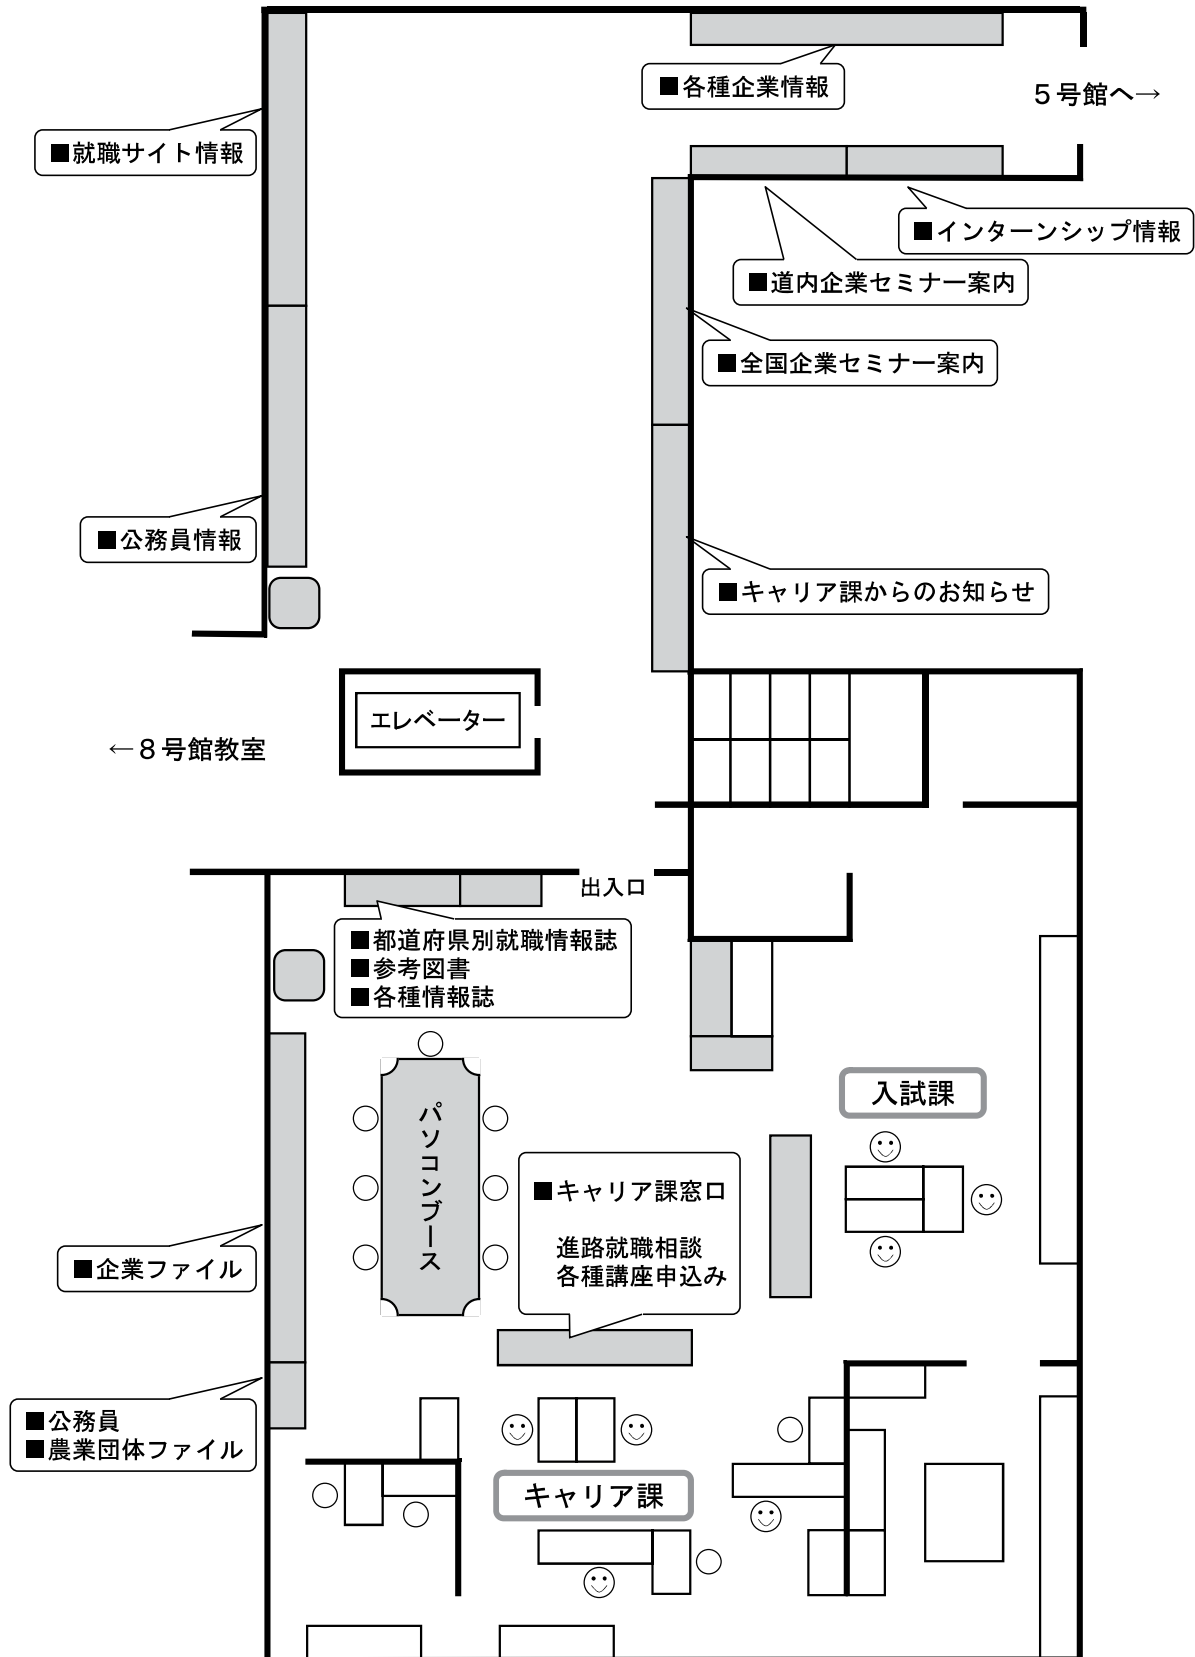 ■各種企業情報
5号館へ→
■就職サイト情報
■インターンシップ情報
■道内企業セミナー案内
■全国企業セミナー案内
■公務員情報
■キャリア課からのお知らせ
エレベーター
←8号館教室
出入口
■都道府県別就職情報誌
■参考図書
■各種情報誌
入試課
パソコンブース
■キャリア課窓口
進路就職相談
各種講座申込み
■企業ファイル
■公務員
■農業団体ファイル
キャリア課